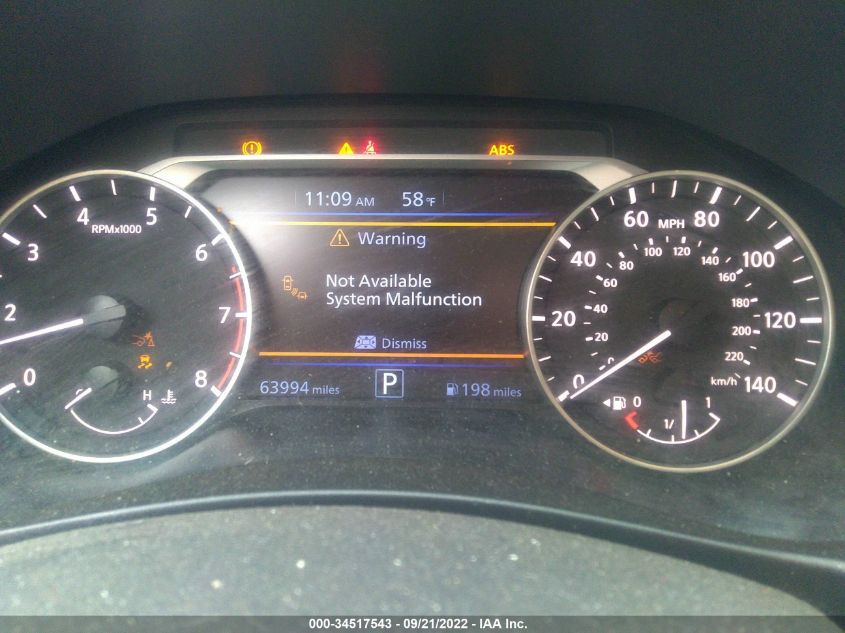 ABS
11:09 AM 58°F
Warning
Not Available
System Malfunction
Dismiss
63994 miles P 198 miles
0 2 3 4 5 6 7 8
RPMx1000
H
0 20 40 60 80 100 120 140
MPH
0 20 40 60 80 100 120 140 160 180 200 220
km/h
0 1/ 1
000-34517543 - 09/21/2022 - IAA Inc.